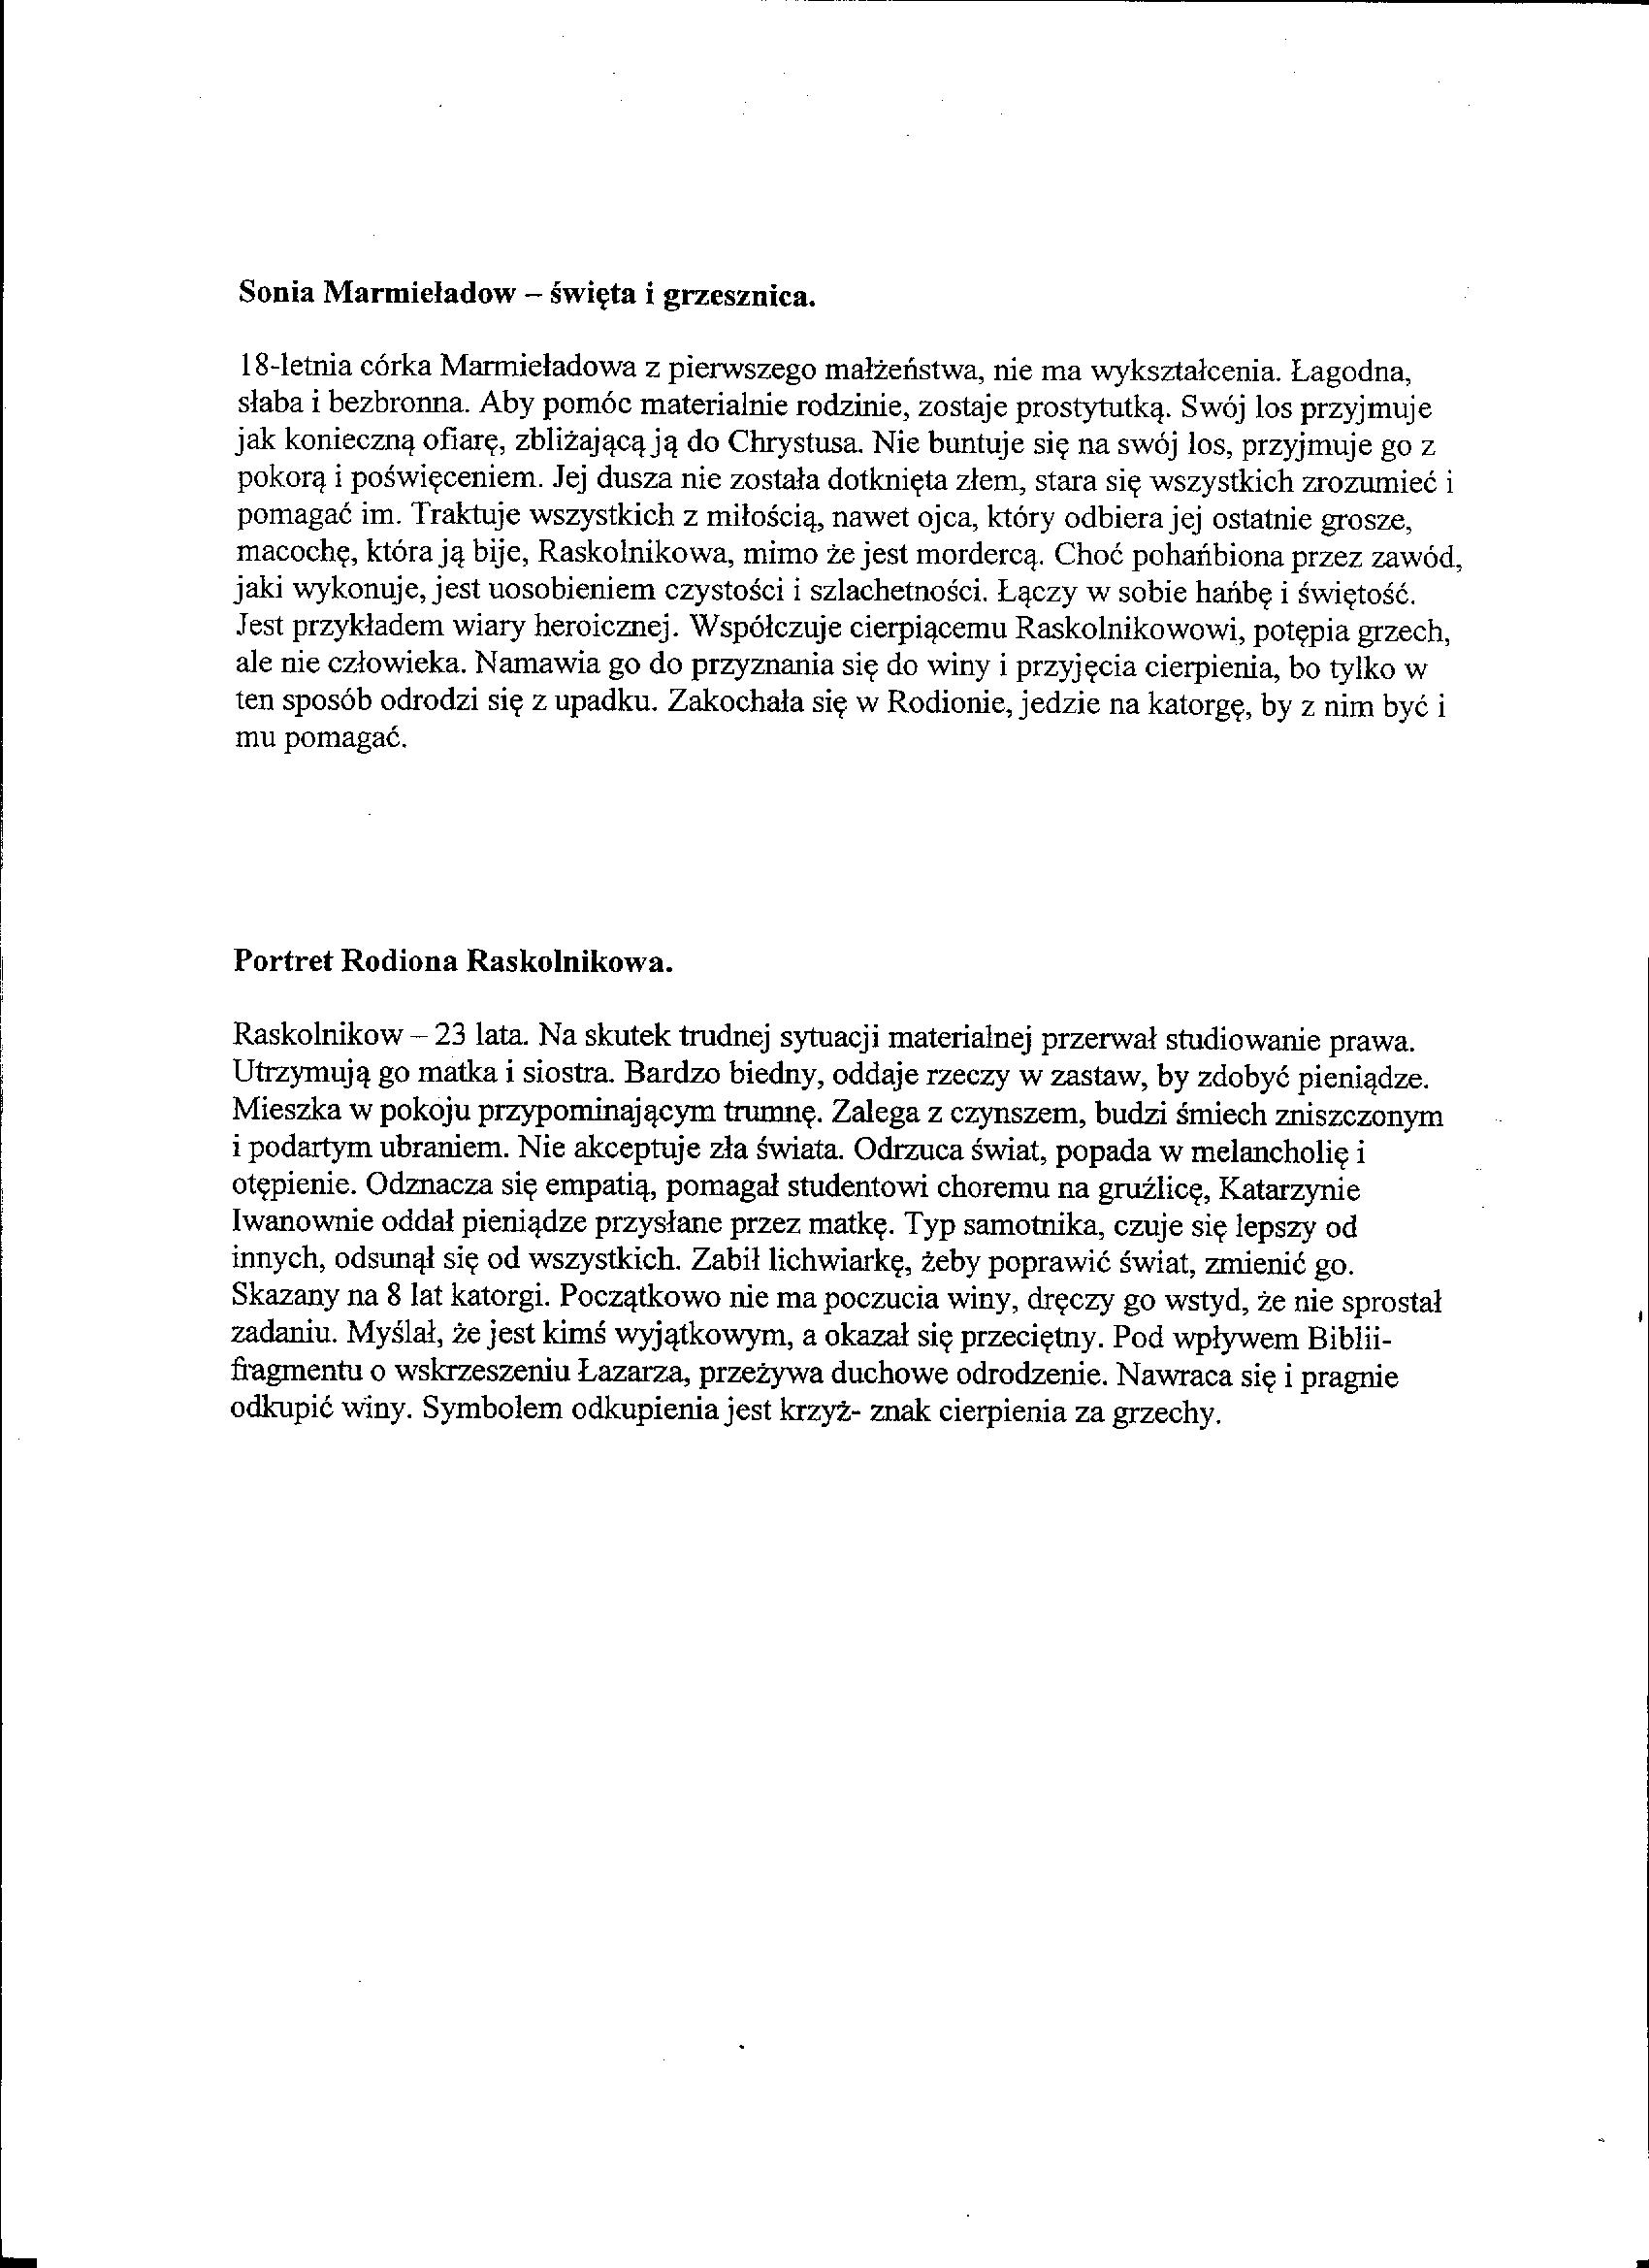 Sonia Marmieładow – święta i grzesznica.
18-letnia córka Marmieładowa z pierwszego małżeństwa, nie ma wykształcenia. Łagodna,
słaba i bezbronna. Aby pomóc materialnie rodzinie, zostaje prostytutką. Swój los przyjmuje
jak konieczną ofiarę, zbliżającą ją do Chrystusa. Nie buntuje się na swój los, przyjmuje go z
pokorą i poświęceniem. Jej dusza nie została dotknięta złem, stara się wszystkich zrozumieć i
pomagać im. Traktuje wszystkich z miłością, nawet ojca, który odbiera jej ostatnie grosze,
macochę, która ją bije, Raskolnikowa, mimo że jest mordercą. Choć pohańbiona przez zawód,
jaki wykonuje, jest uosobieniem czystości i szlachetności. Łączy w sobie hańbę i świętość.
Jest przykładem wiary heroicznej. Współczuje cierpiącemu Raskolnikowowi, potępia grzech,
ale nie człowieka. Namawia go do przyznania się do winy i przyjęcia cierpienia, bo tylko w
ten sposób odrodzi się z upadku. Zakochała się w Rodionie, jedzie na katorgę, by z nim być i
mu pomagać.
Portret Rodiona Raskolnikowa.
Raskolnikow – 23 lata. Na skutek trudnej sytuacji materialnej przerwał studiowanie prawa.
Utrzymują go matka i siostra. Bardzo biedny, oddaje rzeczy w zastaw, by zdobyć pieniądze.
Mieszka w pokoju przypominającym trumnę. Zalega z czynszem, budzi śmiech zniszczonym
i podartym ubraniem. Nie akceptuje zła świata. Odrzuca świat, popada w melancholię i
otępienie. Odznacza się empatią, pomagał studentowi choremu na gruźlicę, Katarzynie
Iwanownie oddał pieniądze przysłane przez matkę. Typ samotnika, czuje się lepszy od
innych, odsunął się od wszystkich. Zabił lichwiarkę, żeby poprawić świat, zmienić go.
Skazany na 8 lat katorgi. Początkowo nie ma poczucia winy, dręczy go wstyd, że nie sprostał
zadaniu. Myślał, że jest kimś wyjątkowym, a okazał się przeciętny. Pod wpływem Biblii-
fragmentu o wskrzeszeniu Łazarza, przeżywa duchowe odrodzenie. Nawraca się i pragnie
odkupić winy. Symbolem odkupienia jest krzyż- znak cierpienia za grzechy.